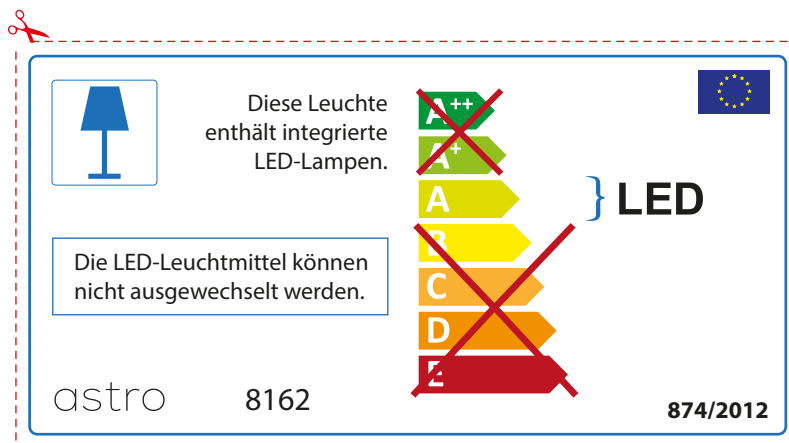 Diese Leuchte
enthält integrierte
LED-Lampen.
Die LED-Leuchtmittel können
nicht ausgewechselt werden.
A++
A+
A
B
C
D
E
LED
astro
8162
874/2012